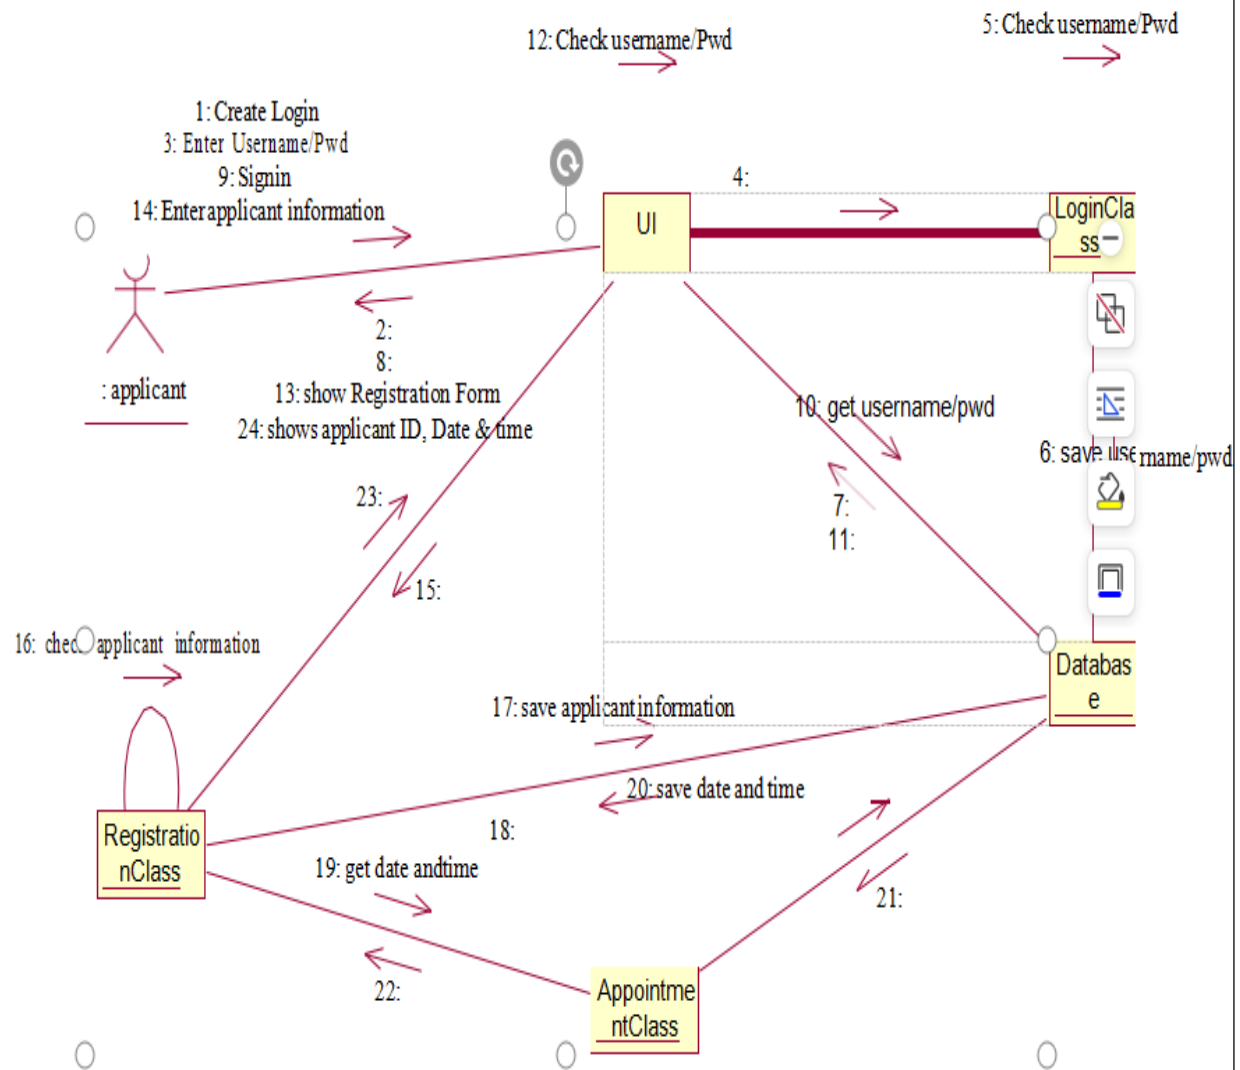 5: Check username/Pwd
12: Check username/Pwd
1: Create Login
3: Enter Username/Pwd
9: Signin
14: Enter applicant information
4:
UI
LoginCla
ss
2:
8:
: applicant
13: show Registration Form
24: shows applicant ID, Date & time
10: get username/pwd
6: save username/pwd
23:
7:
11:
15:
16: check applicant information
Databas
e
17: save applicant information
20: save date and time
18:
Registratio
nClass
19: get date andtime
21:
22:
Appointme
ntClass